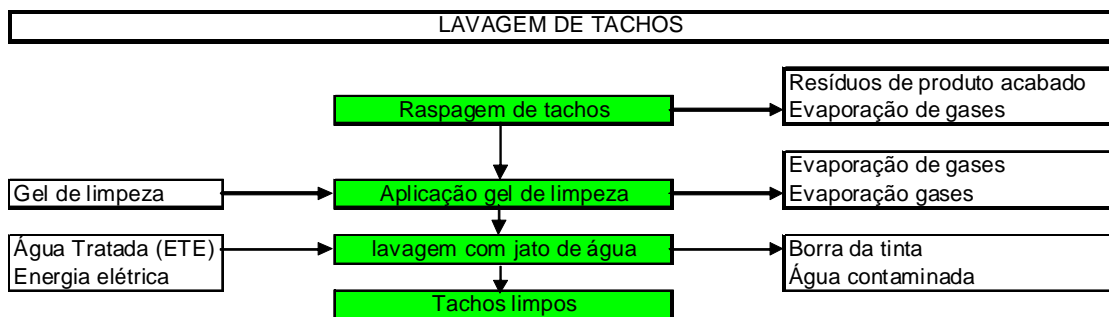 LAVAGEM DE TACHOS
Resíduos de produto acabado
Raspagem de tachos
Evaporação de gases
Evaporação de gases
Gel de limpeza
Aplicação gel de limpeza
Evaporação gases
Água Tratada (ETE)
lavagem com jato de água
Borra da tinta
Energia elétrica
Água contaminada
Tachos limpos